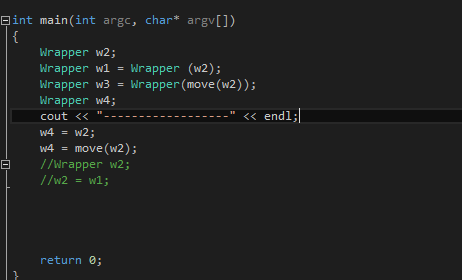 int main(int argc, char* argv[])
{
Wrapper w2;
Wrapper w1 = Wrapper (w2);
Wrapper w3 = Wrapper(move(w2));
Wrapper w4;
cout << "------------------" << endl;
w4 = w2;
w4 = move(w2);
//Wrapper w2;
//w2 = w1;
return 0;
}